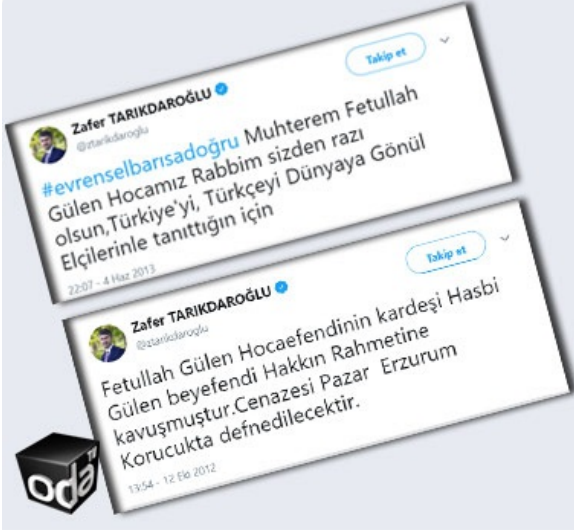 Takip et
Zafer TARIKDAROĞLU
@ztarikdaroglu
#evrenselbarısadoğru Muhterem Fetullah
Gülen Hocamız Rabbim sizden razı
olsun,Türkiye'yi, Türkçeyi Dünyaya Gönül
Elçilerinle tanıttığın için
22:07 - 4 Haz 2013
Takip et
Zafer TARIKDAROĞLU
@ztarikdaroglu
Fetullah Gülen Hocaefendinin kardeşi Hasbi
Gülen beyefendi Hakkın Rahmetine
kavuşmuştur.Cenazesi Pazar Erzurum
Korucukta defnedilecektir.
13:54 - 12 Eki 2012
oda TV